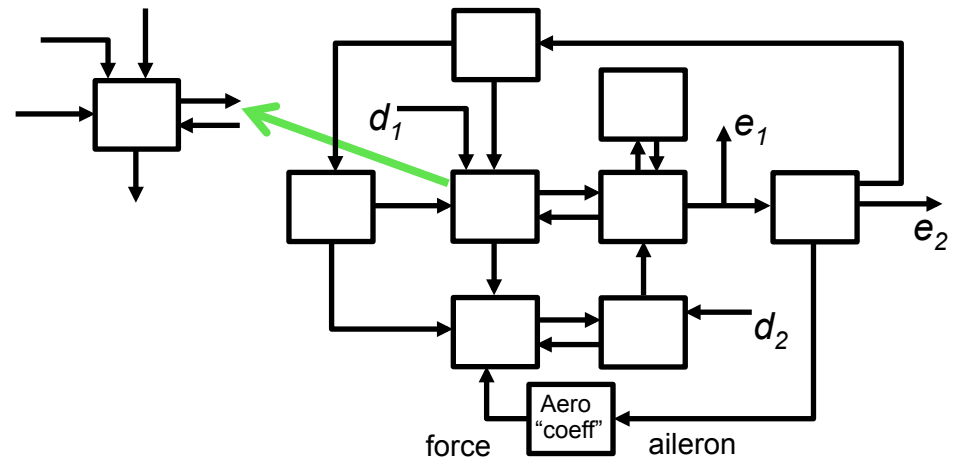 d1
e1
e2
d2
Aero
“coeff”
force
aileron